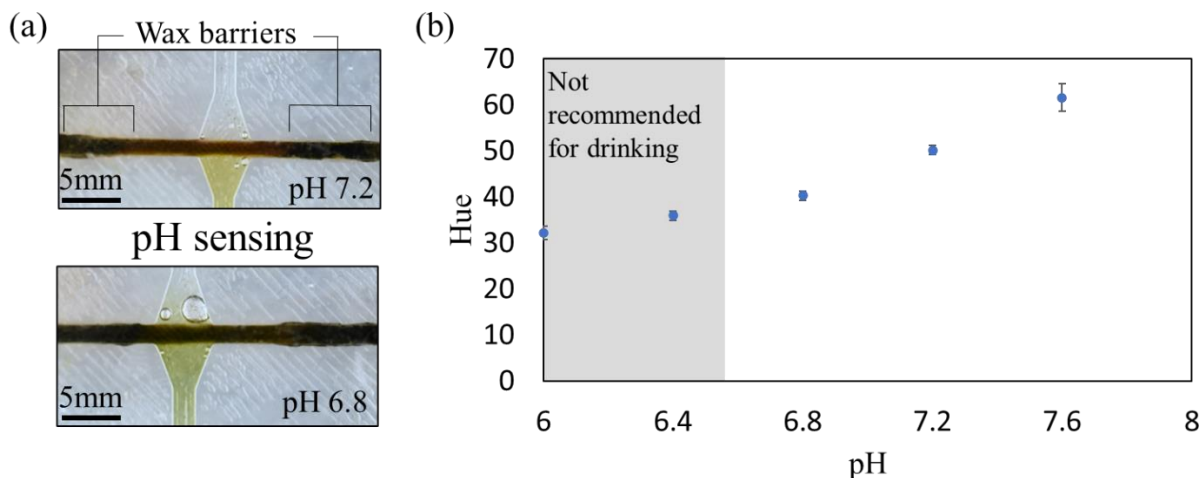 (a)
Wax barriers
5mm
pH 7.2
pH sensing
5mm
pH 6.8
(b)
70
60
50
40
30
20
10
0
Hue
Not
recommended
for drinking
6
6.4
6.8
7.2
7.6
8
pH